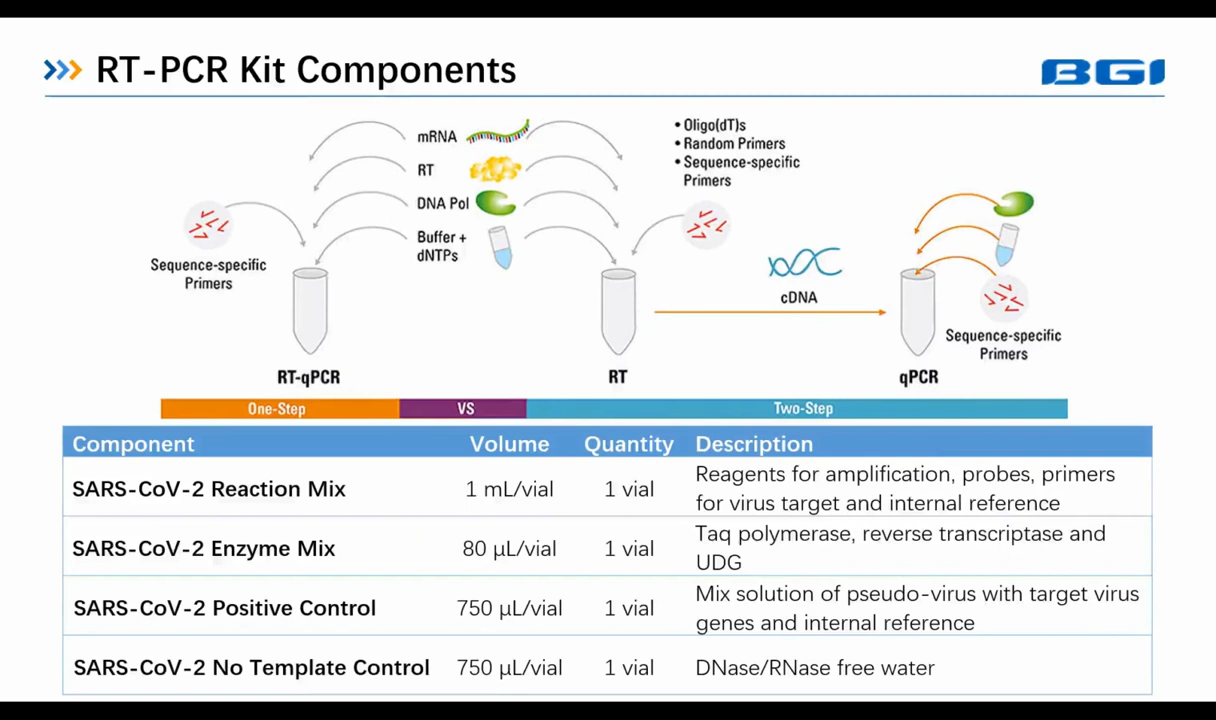 RT-PCR Kit Components
BGI
mRNA
RT
DNA Pol
Buffer +
dNTPs
Sequence-specific
Primers
• Oligo(dT)s
• Random Primers
• Sequence-specific
Primers
cDNA
Sequence-specific
Primers
RT-qPCR
RT
qPCR
One-Step
VS
Two-Step
Component Volume Quantity Description
SARS-CoV-2 Reaction Mix 1 mL/vial 1 vial Reagents for amplification, probes, primers
for virus target and internal reference
SARS-CoV-2 Enzyme Mix 80 μL/vial 1 vial Taq polymerase, reverse transcriptase and
UDG
SARS-CoV-2 Positive Control 750 μL/vial 1 vial Mix solution of pseudo-virus with target virus
genes and internal reference
SARS-CoV-2 No Template Control 750 μL/vial 1 vial DNase/RNase free water